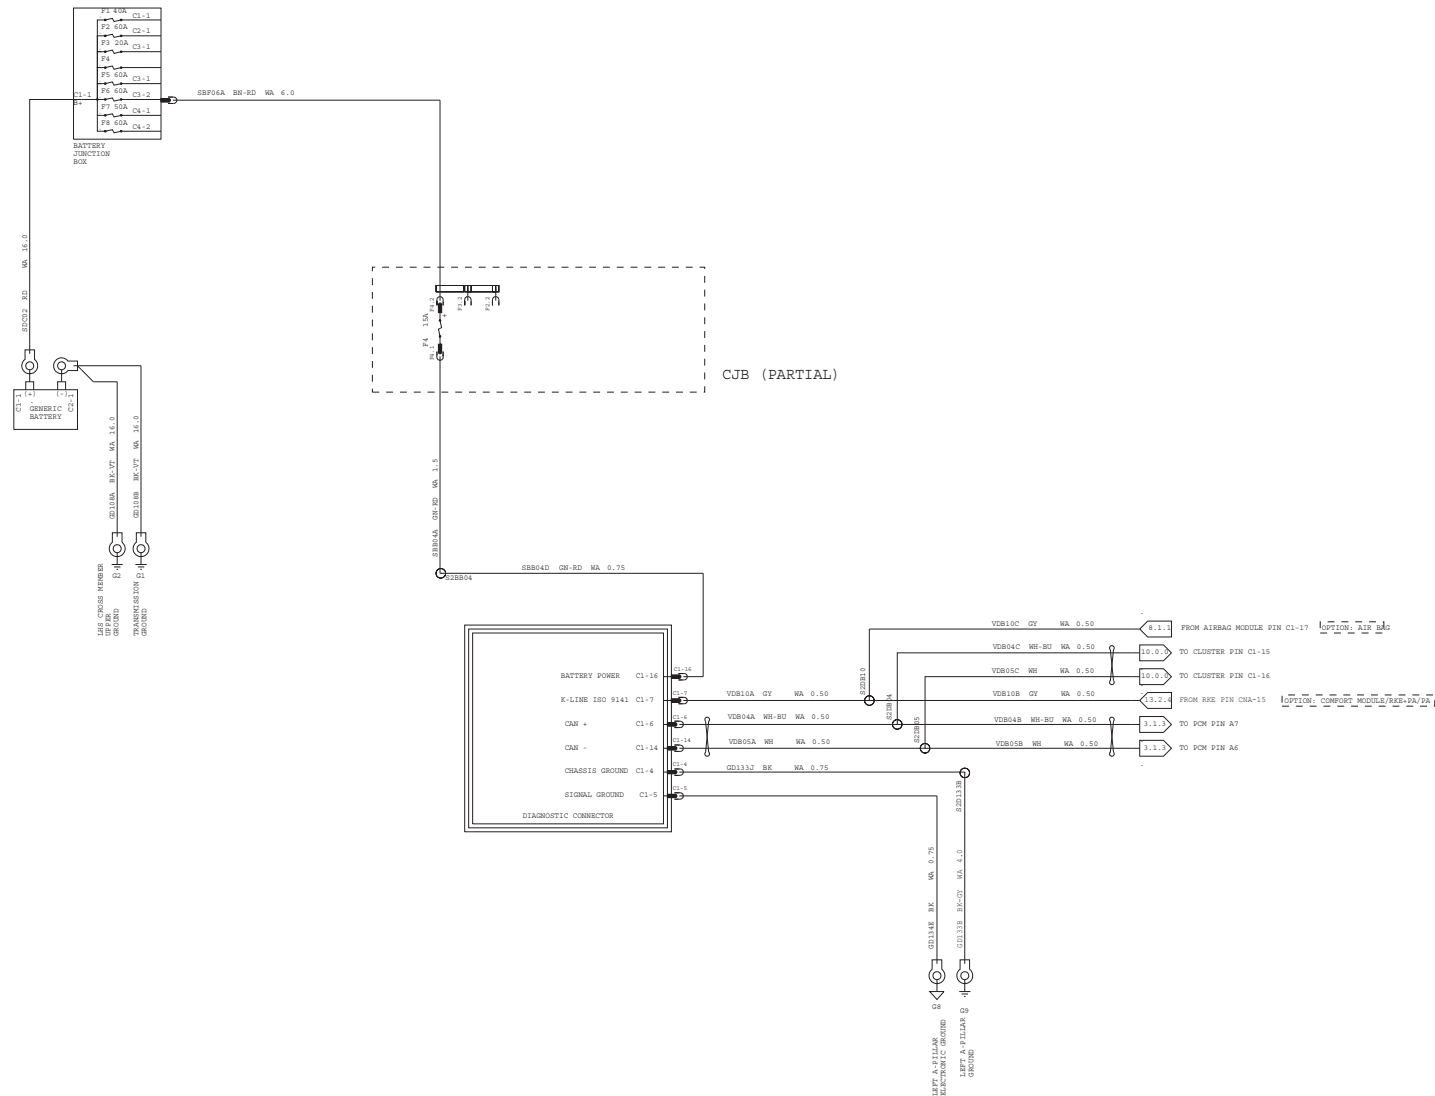 F1 40A C1-1
F2 60A C2-1
F3 20A C3-1
F4
F5 60A C3-1
F6 60A C3-2
F7 50A C4-1
F8 60A C4-2
C1-1
B+
BATTERY
JUNCTION
BOX
SBF06A BN-RD WA 6.0
SDC02 RD WA 16.0
C1-1
(+)
(-)
C2-1
GENERIC
BATTERY
GD108A BK-VT WA 16.0
GD108B BK-VT WA 16.0
G2
G1
LHS CROSS MEMBER
UPPER
GROUND
TRANSMISSION
GROUND
F4.2
F3.2
F2.2
+
F4 15A
F4.1
CJB (PARTIAL)
SBB04A GN-RD WA 1.5
S2BB04
SBB04D GN-RD WA 0.75
BATTERY POWER C1-16
C1-16
K-LINE ISO 9141 C1-7
C1-7
CAN + C1-6
C1-6
CAN - C1-14
C1-14
CHASSIS GROUND C1-4
C1-4
SIGNAL GROUND C1-5
C1-5
DIAGNOSTIC CONNECTOR
VDB10C GY WA 0.50
8.1.1 FROM AIRBAG MODULE PIN C1-17
OPTION: AIR BAG
VDB04C WH-BU WA 0.50
10.0.0 TO CLUSTER PIN C1-15
VDB05C WH WA 0.50
10.0.0 TO CLUSTER PIN C1-16
VDB10A GY WA 0.50
S2DB10
VDB10B GY WA 0.50
13.2.4 FROM RKE PIN CNA-15
OPTION: COMFORT MODULE/RKE+PA/PA
VDB04A WH-BU WA 0.50
S2DB04
VDB04B WH-BU WA 0.50
3.1.3 TO PCM PIN A7
VDB05A WH WA 0.50
S2DB05
VDB05B WH WA 0.50
3.1.3 TO PCM PIN A6
GD133J BK WA 0.75
S2D133B
GD134E BK WA 0.75
GD133B BK-GY WA 4.0
G8
G9
LEFT A-PILLAR
ELECTRONIC GROUND
LEFT A-PILLAR
GROUND